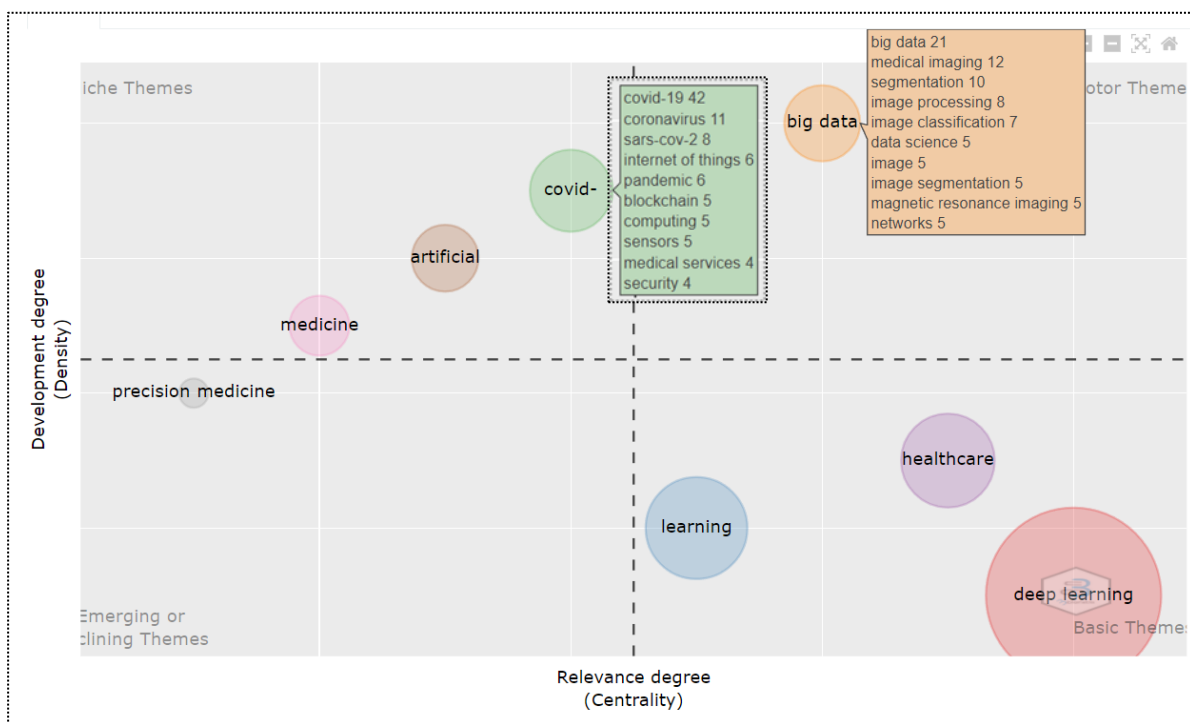 iche Themes
otor Theme
big data 21
medical imaging 12
segmentation 10
image processing 8
image classification 7
data science 5
image 5
image segmentation 5
magnetic resonance imaging 5
networks 5
covid-19 42
coronavirus 11
sars-cov-2 8
internet of things 6
pandemic 6
blockchain 5
computing 5
sensors 5
medical services 4
security 4
big data
covid-
artificial
medicine
precision medicine
healthcare
learning
deep learning
Emerging or
clining Themes
Basic Themes
Development degree
(Density)
Relevance degree
(Centrality)